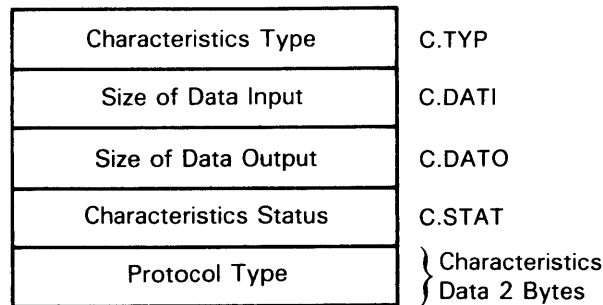 Characteristics Type C.TYP
Size of Data Input C.DATI
Size of Data Output C.DATO
Characteristics Status C.STAT
Protocol Type } Characteristics
Data 2 Bytes